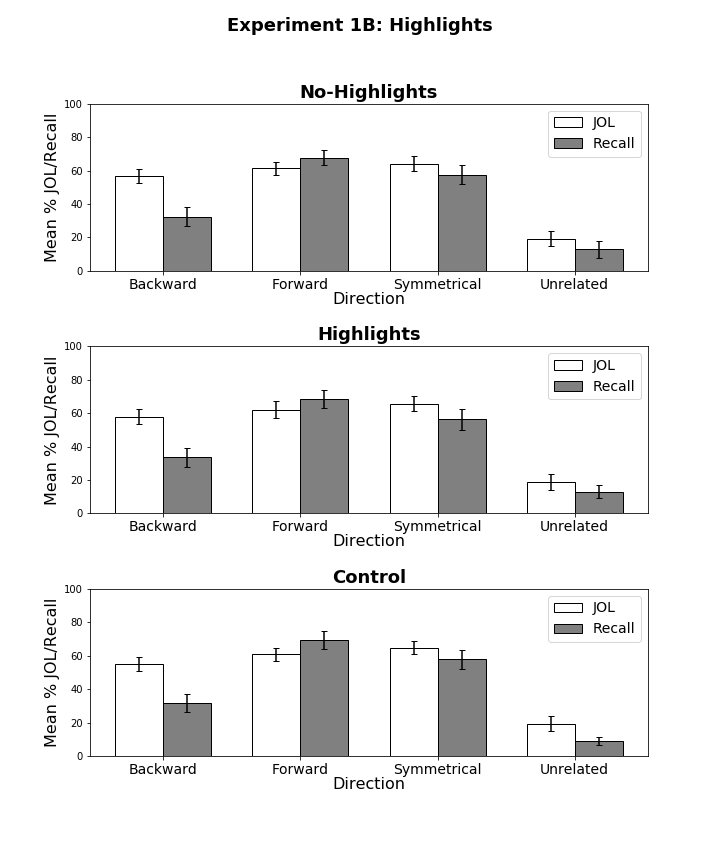 Experiment 1B: Highlights
No-Highlights
100
80
60
40
20
0
Mean % JOL/Recall
JOL
Recall
Backward Forward Symmetrical Unrelated
Direction
Highlights
100
80
60
40
20
0
Mean % JOL/Recall
JOL
Recall
Backward Forward Symmetrical Unrelated
Direction
Control
100
80
60
40
20
0
Mean % JOL/Recall
JOL
Recall
Backward Forward Symmetrical Unrelated
Direction